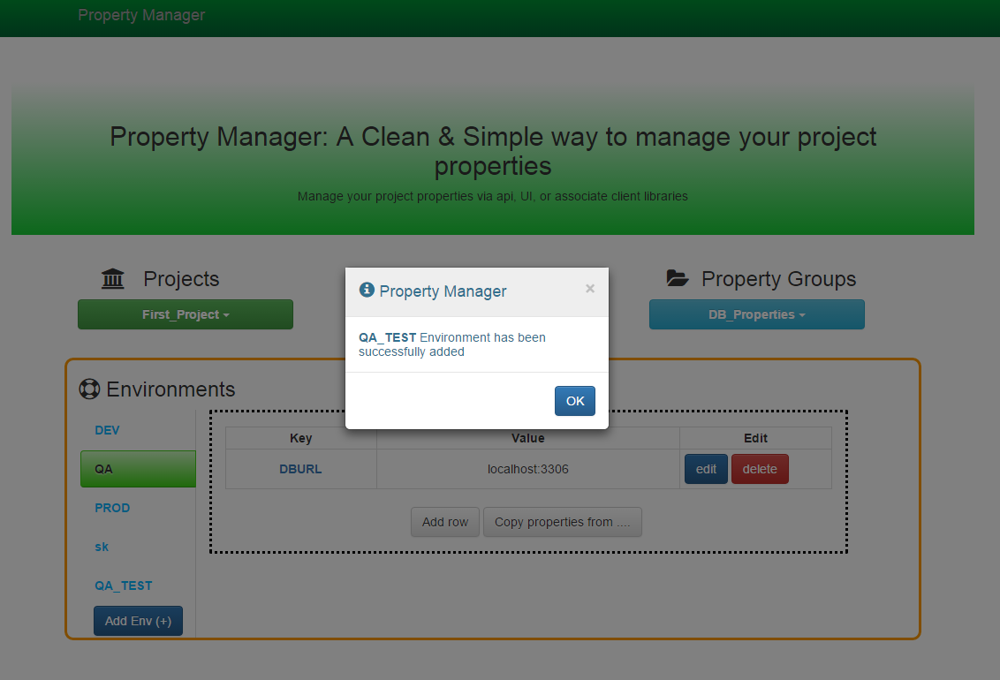 Property Manager
Property Manager: A Clean & Simple way to manage your project
properties
Manage your project properties via api, UI, or associate client libraries
Projects
First_Project
Property Groups
DB_Properties
Property Manager ×
QA_TEST Environment has been
successfully added
OK
Environments
DEV
QA
PROD
sk
QA_TEST
Add Env (+)
Key Value Edit
DBURL localhost:3306 edit delete
Add row Copy properties from ....